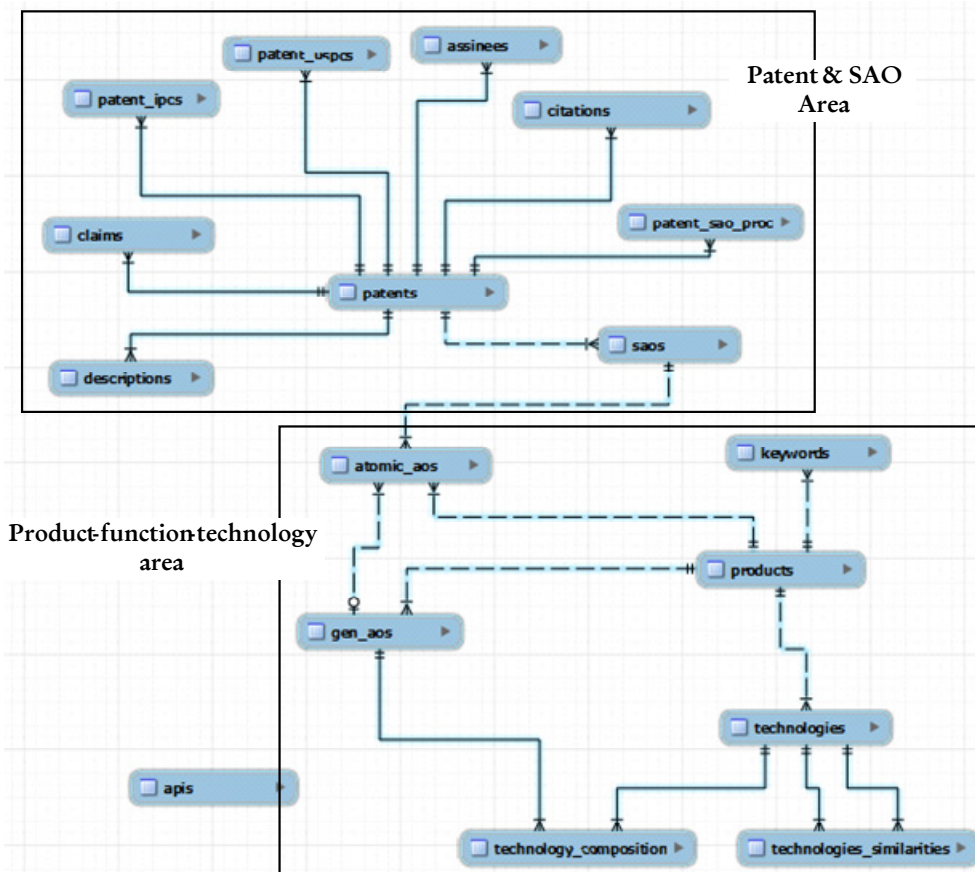 patent_uspcs
assinees
Patent & SAO
Area
patent_ipcs
citations
claims
patent_sao_proc
patents
saos
descriptions
atomic_aos
keywords
Product-function-technology
area
products
gen_aos
technologies
apis
technology_composition
technologies_similarities